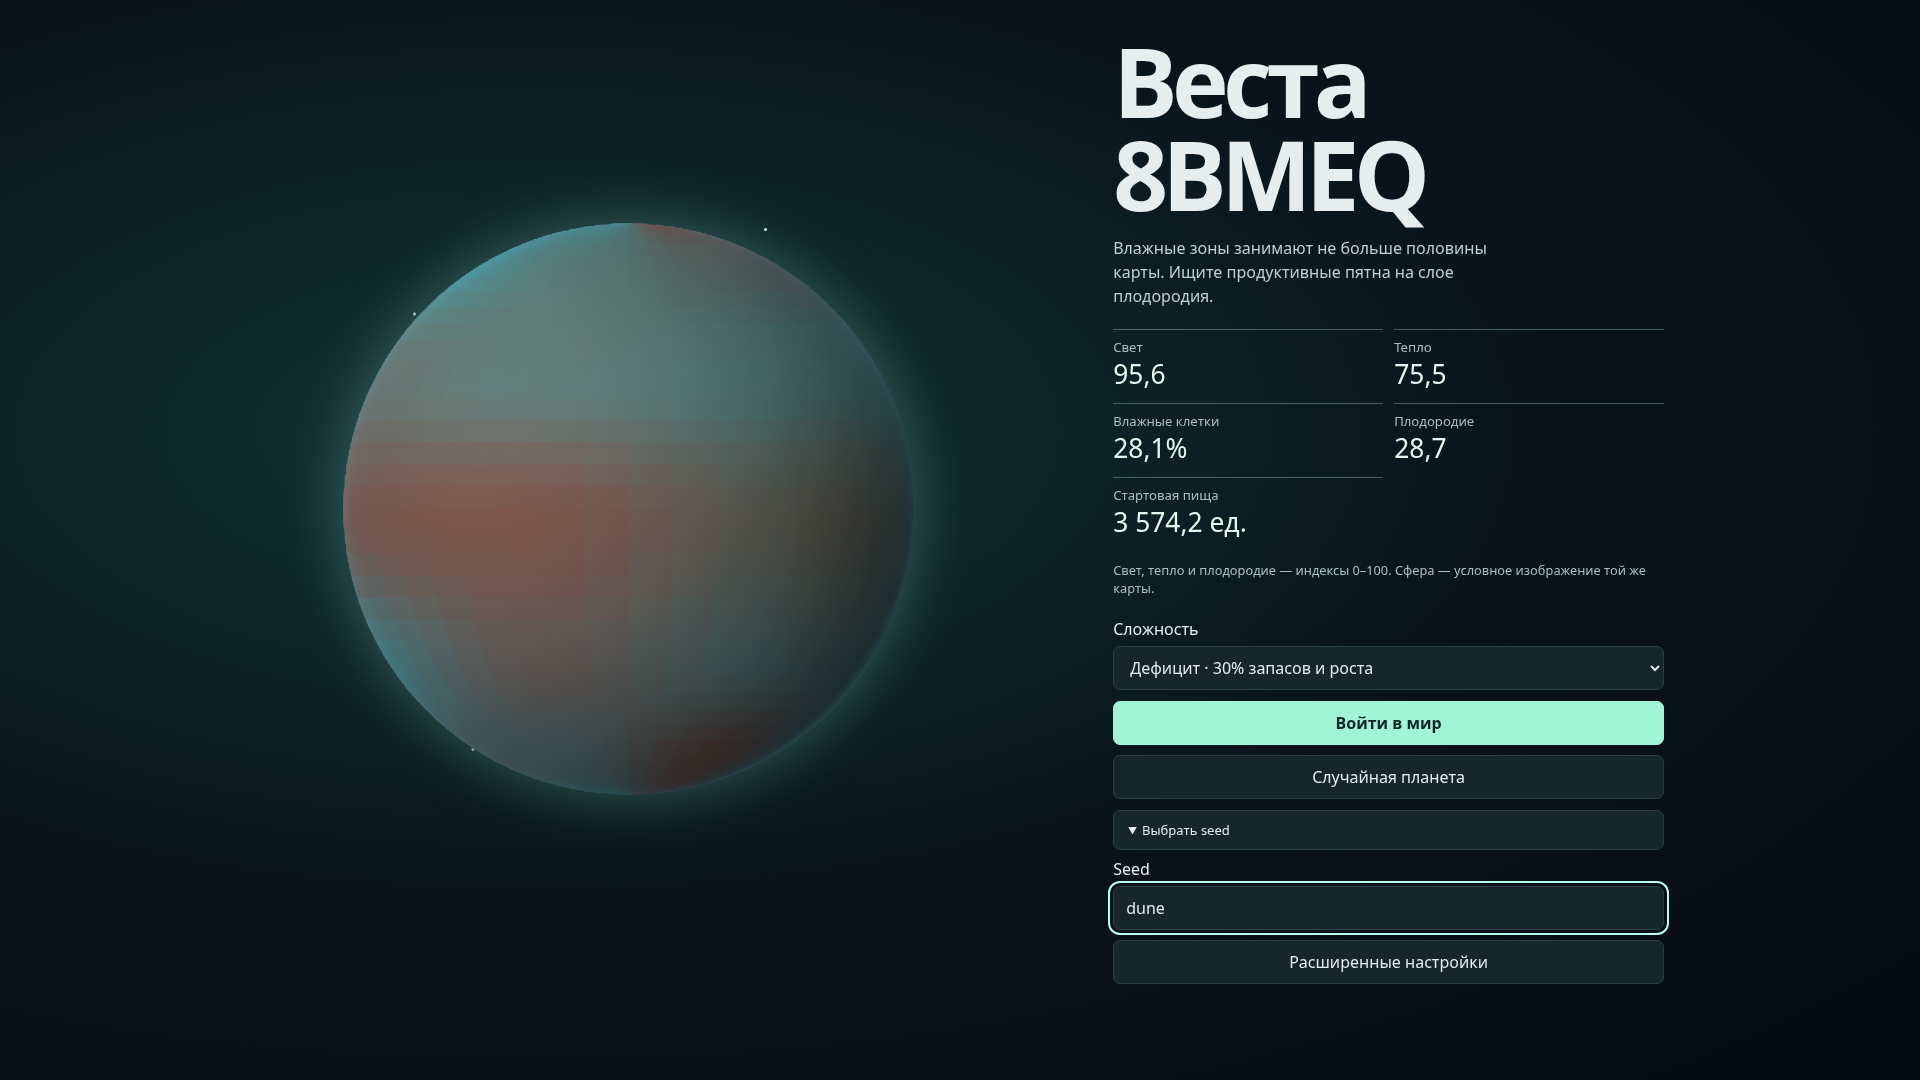 Веста
8BMEQ
Влажные зоны занимают не больше половины
карты. Ищите продуктивные пятна на слое
плодородия.
Свет
95,6
Тепло
75,5
Влажные клетки
28,1%
Плодородие
28,7
Стартовая пища
3 574,2 ед.
Свет, тепло и плодородие — индексы 0–100. Сфера — условное изображение той же
карты.
Сложность
Дефицит · 30% запасов и роста
Войти в мир
Случайная планета
▼ Выбрать seed
Seed
dune
Расширенные настройки